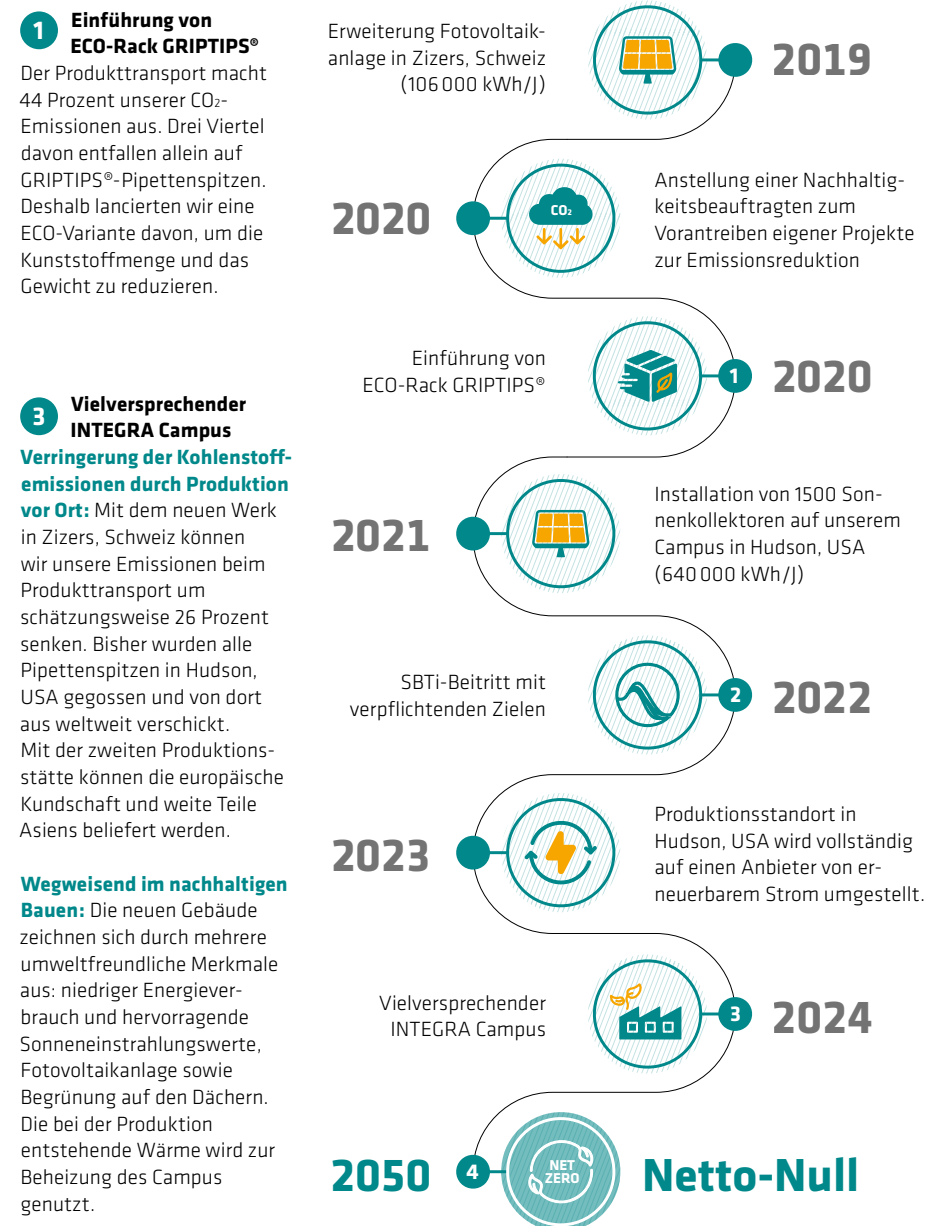 1
Einführung von
ECO-Rack GRIPTIPS®
Der Produkttransport macht
44 Prozent unserer CO₂-
Emissionen aus. Drei Viertel
davon entfallen allein auf
GRIPTIPS®-Pipettenspitzen.
Deshalb lancierten wir eine
ECO-Variante davon, um die
Kunststoffmenge und das
Gewicht zu reduzieren.
3
Vielversprechender
INTEGRA Campus
Verringerung der Kohlenstoff-
emissionen durch Produktion
vor Ort: Mit dem neuen Werk
in Zizers, Schweiz können
wir unsere Emissionen beim
Produkttransport um
schätzungsweise 26 Prozent
senken. Bisher wurden alle
Pipettenspitzen in Hudson,
USA gegossen und von dort
aus weltweit verschickt.
Mit der zweiten Produktions-
stätte können die europäische
Kundschaft und weite Teile
Asiens beliefert werden.
Wegweisend im nachhaltigen
Bauen: Die neuen Gebäude
zeichnen sich durch mehrere
umweltfreundliche Merkmale
aus: niedriger Energiever-
brauch und hervorragende
Sonneneinstrahlungswerte,
Fotovoltaikanlage sowie
Begrünung auf den Dächern.
Die bei der Produktion
entstehende Wärme wird zur
Beheizung des Campus
genutzt.
Erweiterung Fotovoltaik-
anlage in Zizers, Schweiz
(106 000 kWh/J)
2019
2020
CO₂
Anstellung einer Nachhaltig-
keitsbeauftragten zum
Vorantreiben eigener Projekte
zur Emissionsreduktion
Einführung von
ECO-Rack GRIPTIPS®
1
2020
2021
Installation von 1500 Son-
nenkollektoren auf unserem
Campus in Hudson, USA
(640 000 kWh/J)
SBTi-Beitritt mit
verpflichtenden Zielen
2
2022
2023
Produktionsstandort in
Hudson, USA wird vollständig
auf einen Anbieter von er-
neuerbarem Strom umgestellt.
Vielversprechender
INTEGRA Campus
3
2024
2050
4
NET
ZERO
Netto-Null